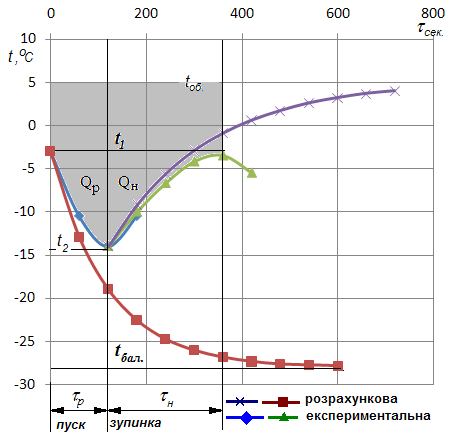 0 200 400 600 800
τсек.
10
t,°C
5
tоб.
0
t1
-5
Qр Qн
-10
t2
-15
-20
-25
tбал.
-30
τр τн
розрахункова
експериментальна
пуск зупинка